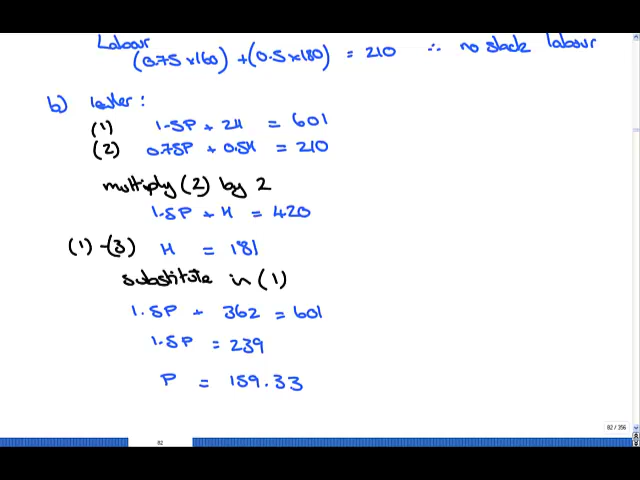 Labour
(0.75 x 160) + (0.5 x 180) = 210 ∴ no slack labour
b) leather :
(1) 1.5P + 2H = 601
(2) 0.75P + 0.5H = 210
multiply (2) by 2
1.5P + H = 420
(1) - (3) H = 181
substitute in (1)
1.5P + 362 = 601
1.5P = 239
P = 159.33
82 / 356
82